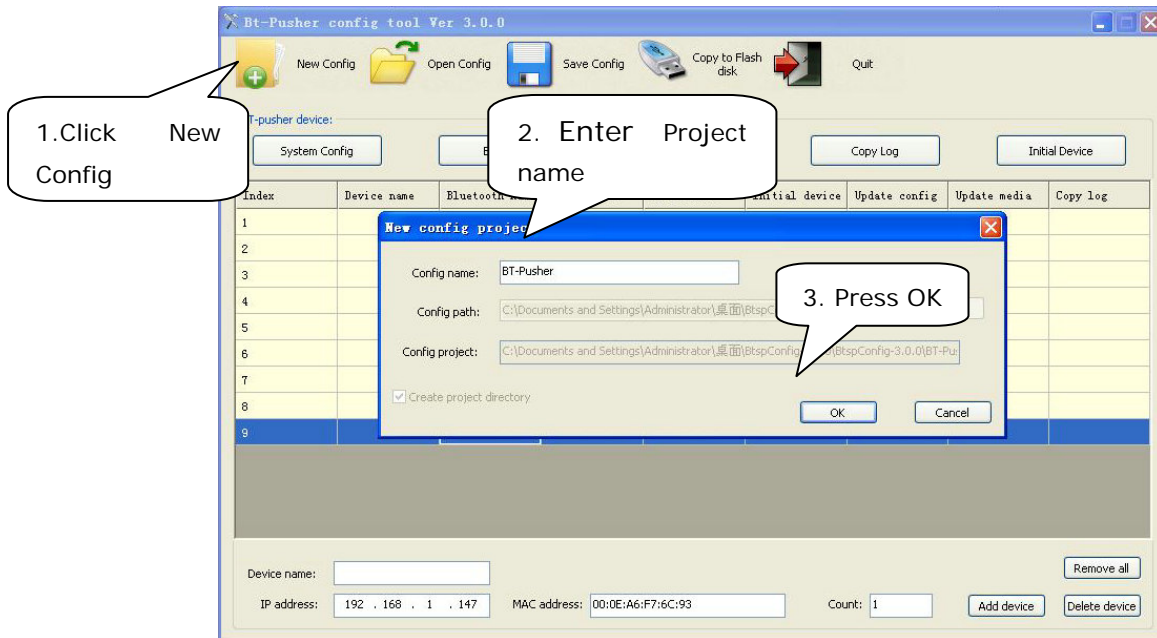 Bt-Pusher config tool Ver 3.0.0
New Config
Open Config
Save Config
Copy to Flash
disk
Quit
1.Click New
Config
2. Enter Project
name
T-pusher device:
System Config
Copy Log
Initial Device
Index Device name Bluetooth Initial device Update config Update media Copy log
1
2
3
4
5
6
7
8
9
New config projec
Config name: BT-Pusher
Config path: C:\Documents and Settings\Administrator\桌面\BtspC
3. Press OK
Config project: C:\Documents and Settings\Administrator\桌面\BtspConfig BtspConfig-3.0.0\BT-Pu
Create project directory
OK
Cancel
Device name:
Remove all
IP address: 192 . 168 . 1 . 147 MAC address: 00:0E:A6:F7:6C:93 Count: 1 Add device Delete device